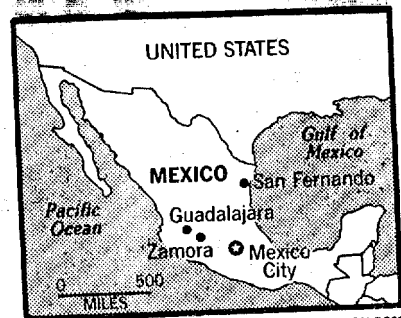 UNITED STATES
Gulf of
Mexico
MEXICO
San Fernando
Pacific
Ocean
Guadalajara
Zamora
Mexico
City
0 500
MILES